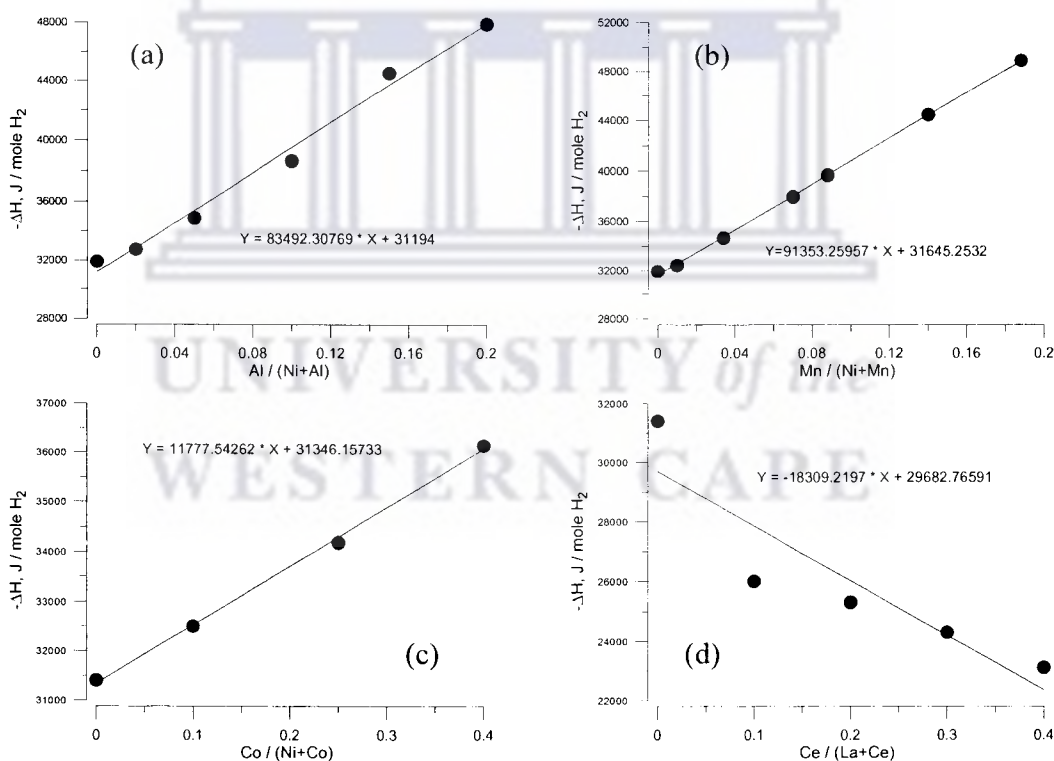 (a)
48000
44000
40000
36000
32000
28000
-ΔH, J / mole H2
Y = 83492.30769 * X + 31194
0 0.04 0.08 0.12 0.16 0.2
Al / (Ni+Al)
(b)
52000
48000
44000
40000
36000
32000
28000
-ΔH, J / mole H2
Y=91353.25957 * X + 31645.2532
0 0.04 0.08 0.12 0.16 0.2
Mn / (Ni+Mn)
UNIVERSITY of the
WESTERN CAPE
37000
36000
35000
34000
33000
32000
31000
-ΔH, J / mole H2
Y = 11777.54262 * X + 31346.15733
(c)
0 0.1 0.2 0.3 0.4
Co / (Ni+Co)
32000
30000
28000
26000
24000
22000
-ΔH, J / mole H2
Y = -18309.2197 * X + 29682.76591
(d)
0 0.1 0.2 0.3 0.4
Ce / (La+Ce)